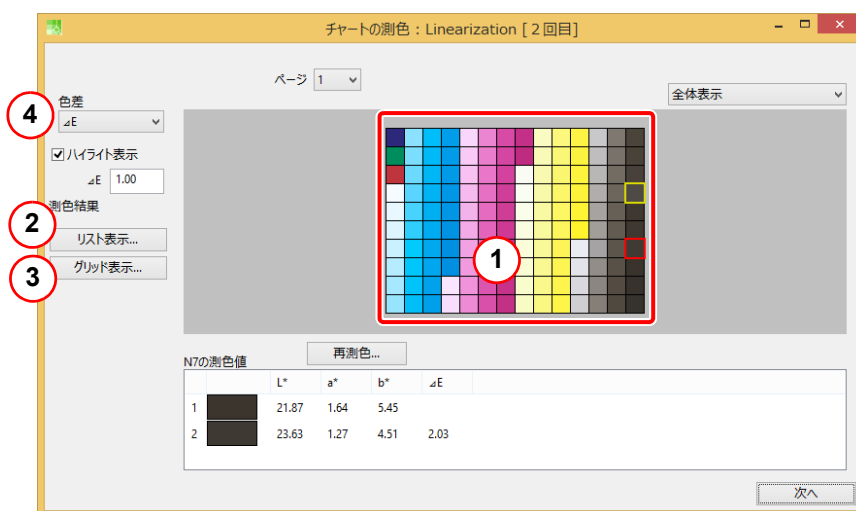 チャートの測色：Linearization [２回目]
ページ 1
全体表示
4
色差
⊿E
ハイライト表示
⊿E 1.00
測色結果
2
リスト表示...
3
グリッド表示...
1
N7の測色値
再測色...
L* a* b* ⊿E
1 21.87 1.64 5.45
2 23.63 1.27 4.51 2.03
次へ